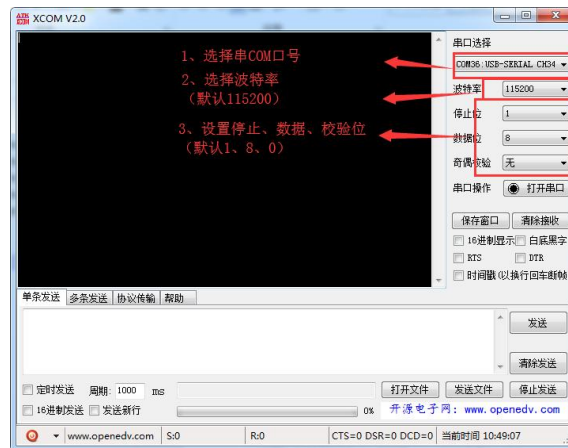 XCOM V2.0
1、选择串COM口号
2、选择波特率
（默认115200）
3、设置停止、数据、校验位
（默认1、8、0）
串口选择
COM36:USB-SERIAL CH34
波特率 115200
停止位 1
数据位 8
奇偶校验 无
串口操作 打开串口
保存窗口 清除接收
16进制显示 白底黑字
RTS DTR
时间戳(以换行回车断帧
单条发送 多条发送 协议传输 帮助
发送
清除发送
定时发送 周期: 1000 ms 打开文件 发送文件 停止发送
16进制发送 发送新行 0% 开源电子网: www.openedv.com
www.openedv.com S:0 R:0 CTS=0 DSR=0 DCD=0 当前时间 10:49:07